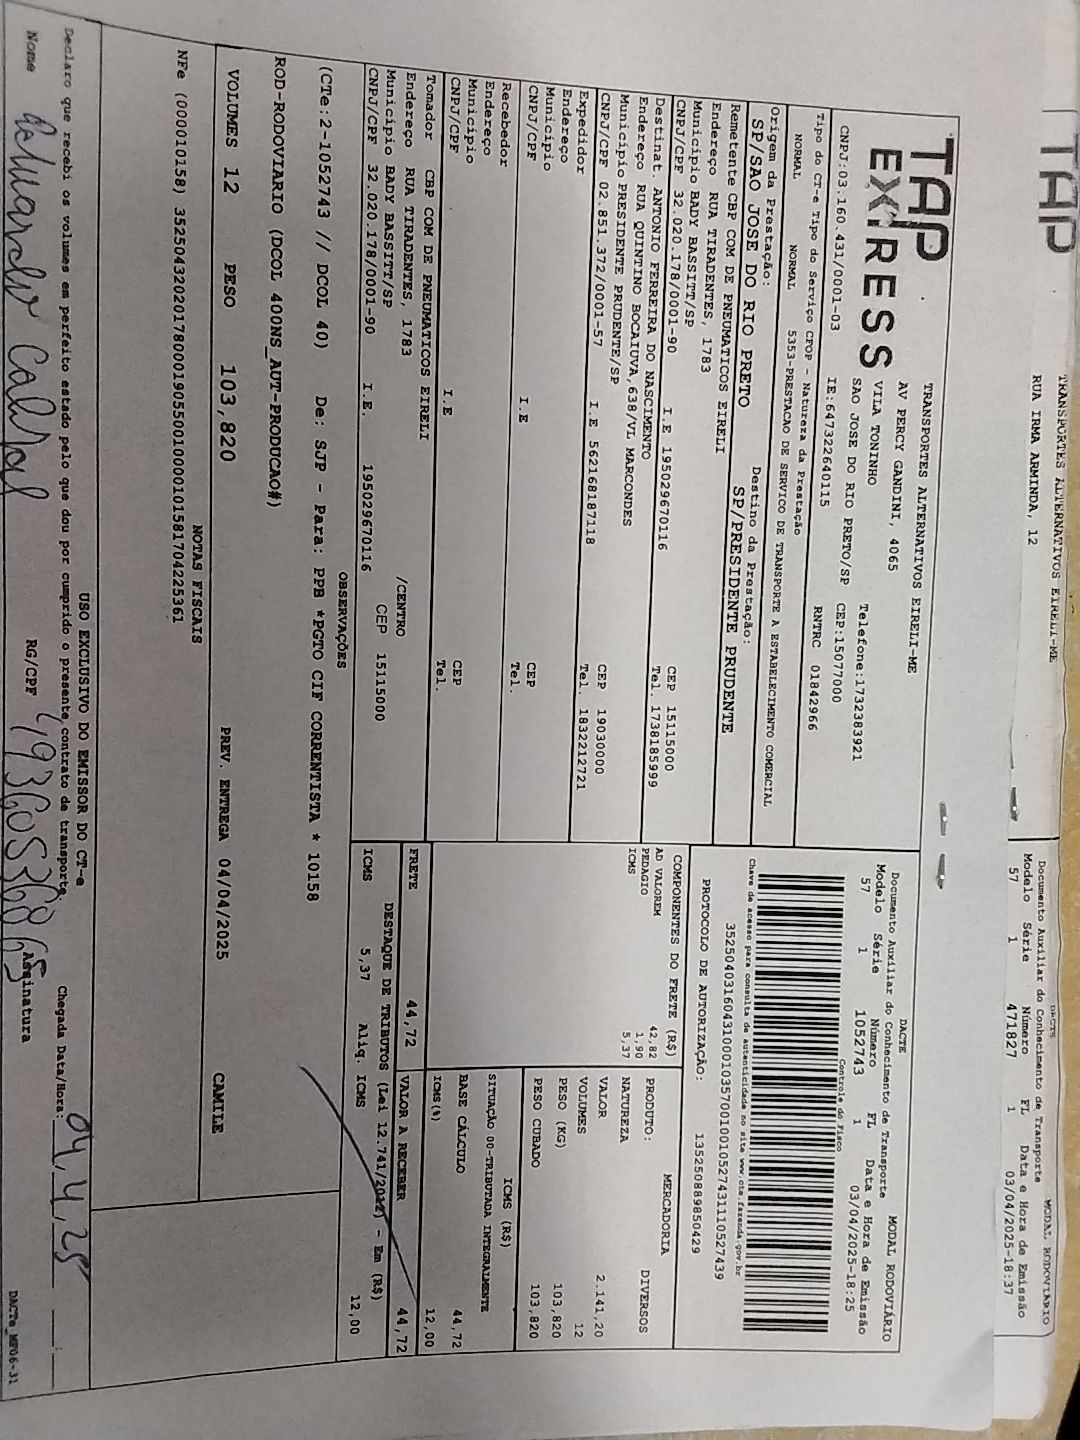 TAP
TRANSPORTES ALTERNATIVOS EIRELI-ME
RUA IRMA ARMINDA, 12
DACTE
MODAL RODOVIÁRIO
Documento Auxiliar do Conhecimento de Transporte
Modelo Série Número FL Data e Hora de Emissão
57 1 471827 1 03/04/2025-18:37
TAP
EXPRESS
CNPJ:03.160.431/0001-03
TRANSPORTES ALTERNATIVOS EIRELI-ME
AV PERCY GANDINI, 4065
VILA TONINHO
SAO JOSE DO RIO PRETO/SP
IE:647322640115
Telefone:1732383921
CEP:15077000
RNTRC 01842966
DACTE
MODAL RODOVIÁRIO
Documento Auxiliar do Conhecimento de Transporte
Modelo Série Número FL Data e Hora de Emissão
57 1 1052743 1 03/04/2025-18:25
Controle do Fisco
Chave de acesso para consulta de autenticidade no site www.cte.fazenda.gov.br
PROTOCOLO DE AUTORIZAÇÃO: 135250889850429
Tipo do CT-e Tipo do Serviço CFOP - Natureza da Prestação
NORMAL NORMAL 5353-PRESTACAO DE SERVICO DE TRANSPORTE A ESTABELECIMENTO COMERCIAL
Origem da Prestação: Destino da Prestação:
SP/SAO JOSE DO RIO PRETO SP/PRESIDENTE PRUDENTE
Remetente CBP COM DE PNEUMATICOS EIRELI
Endereço RUA TIRADENTES, 1783
Município BADY BASSITT/SP CEP 15115000
CNPJ/CPF 32.020.178/0001-90 I.E 195029670116 Tel. 1738185999
Destinat. ANTONIO FERREIRA DO NASCIMENTO
Endereço RUA QUINTINO BOCAIUVA,638/VL MARCONDES
Município PRESIDENTE PRUDENTE/SP CEP 19030000
CNPJ/CPF 02.851.372/0001-57 I.E 562168187118 Tel. 1832212721
Expedidor
Endereço
Município CEP
CNPJ/CPF I.E Tel.
Recebedor
Endereço
Município CEP
CNPJ/CPF I.E Tel.
Tomador CBP COM DE PNEUMATICOS EIRELI
Endereço RUA TIRADENTES, 1783 /CENTRO
Município BADY BASSITT/SP CEP 15115000
CNPJ/CPF 32.020.178/0001-90 I.E. 195029670116
COMPONENTES DO FRETE (R$)
AD VALOREM 42,82
PEDAGIO 1,90
ICMS 5,37
MERCADORIA
PRODUTO: DIVERSOS
NATUREZA
VALOR 2.141,20
VOLUMES 12
PESO (KG) 103,820
PESO CUBADO 103,820
ICMS (R$)
SITUAÇÃO 00-TRIBUTADA INTEGRALMENTE
BASE CÁLCULO 44,72
ICMS(%) 12,00
FRETE 44,72 VALOR A RECEBER 44,72
DESTAQUE DE TRIBUTOS (Lei 12.741/2012) - Em (R$)
ICMS 5,37 Aliq. ICMS 12,00
OBSERVAÇÕES
(CTe:2-1052743 // DCOL 40) De: SJP - Para: PPB *PGTO CIF CORRENTISTA * 10158
ROD-RODOVIARIO (DCOL 400NS_AUT-PRODUCAO#)
VOLUMES 12 PESO 103,820 PREV. ENTREGA 04/04/2025 CAMILE
NOTAS FISCAIS
USO EXCLUSIVO DO EMISSOR DO CT-e
Declaro que recebi os volumes em perfeito estado pelo que dou por cumprido o presente contrato de transporte.
Chegada Data/Hora: 04,4,25 __:__
Nome RG/CPF Assinatura
DACTe_MF06-31